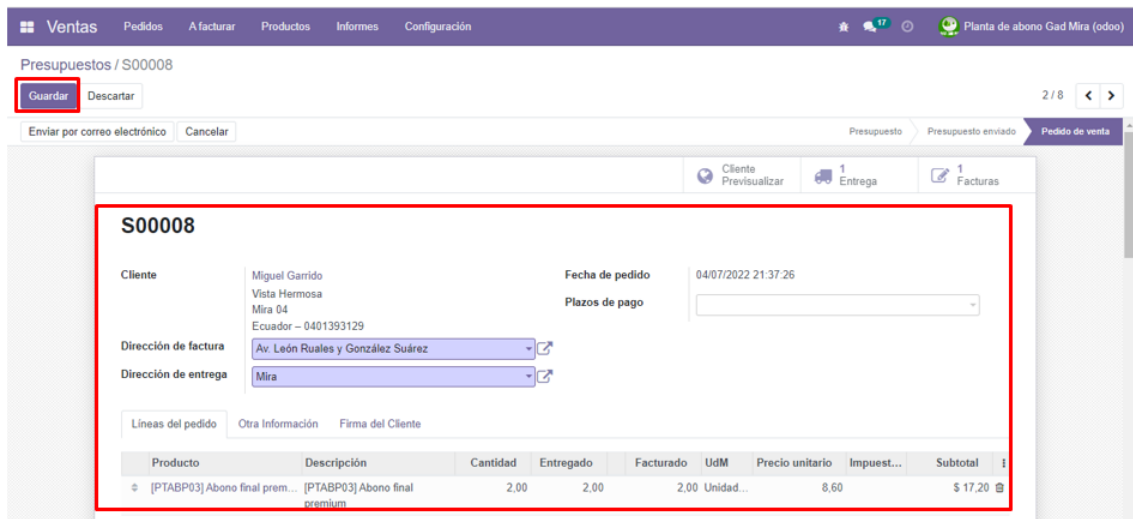 Ventas Pedidos A facturar Productos Informes Configuración 17 Planta de abono Gad Mira (odoo)
Presupuestos / S00008
Guardar Descartar 2 / 8
Enviar por correo electrónico Cancelar Presupuesto Presupuesto enviado Pedido de venta
Cliente Previsualizar 1 Entrega 1 Facturas
S00008
Cliente Miguel Garrido Fecha de pedido 04/07/2022 21:37:26
Vista Hermosa Plazos de pago
Mira 04
Ecuador – 0401393129
Dirección de factura Av. León Ruales y González Suárez
Dirección de entrega Mira
Líneas del pedido Otra Información Firma del Cliente
Producto Descripción Cantidad Entregado Facturado UdM Precio unitario Impuest... Subtotal
[PTABP03] Abono final prem... [PTABP03] Abono final 2,00 2,00 2,00 Unidad... 8,60 $ 17,20
premium